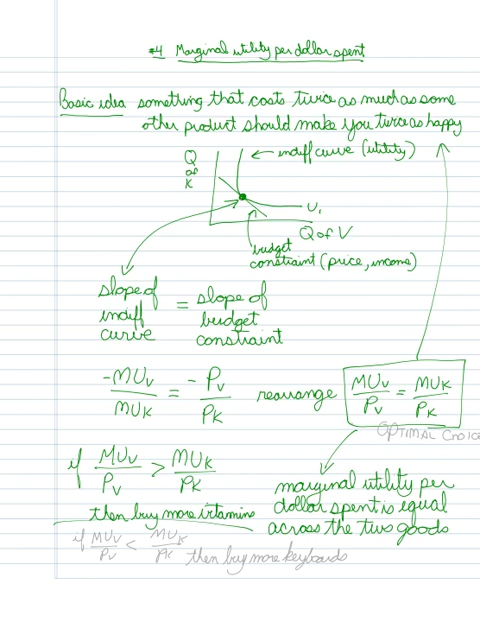 #4 Marginal utility per dollar spent
Basic idea something that costs twice as much as some
other product should make you twice as happy
Q of K
indiff curve (utility)
U₁
Q of V
budget
constraint (price, income)
slope of indiff curve = slope of budget constraint
-MUv/MUK = -Pv/PK rearrange MUv/Pv = MUK/PK
OPTIMAL CHOICE
if MUv/Pv > MUK/PK
then buy more vitamins
marginal utility per
dollar spent is equal
across the two goods
if MUv/Pv < MUK/PK then buy more keyboards